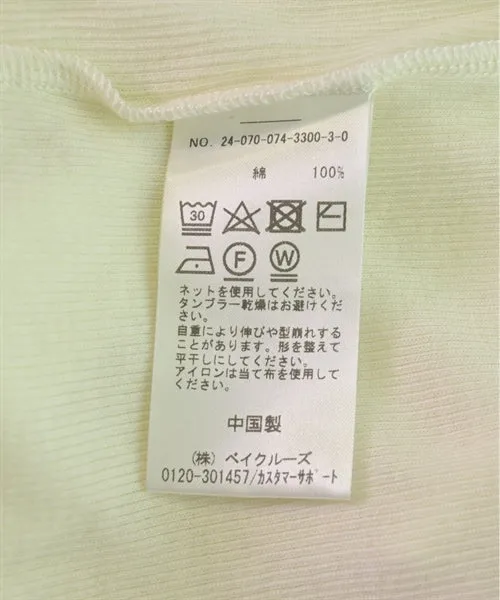 NO. 24-070-074-3300-3-0
綿 100%
30
F W
ネットを使用してください。
タンブラー乾燥はお避けくだ
さい。
自重により伸びや型崩れする
ことがあります。形を整えて
平干しにしてください。
アイロンは当て布を使用して
ください。
中国製
(株) ベイクルーズ
0120-301457/カスタマーサポート